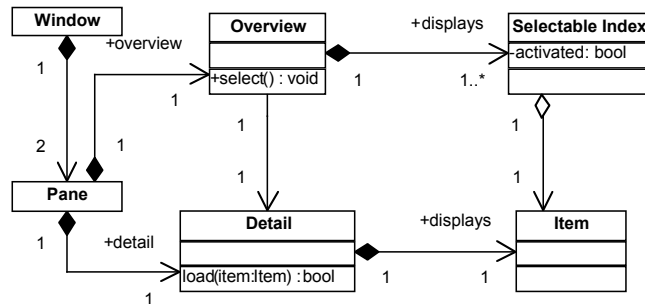 Window
Overview
+displays
Selectable Index
+overview
-activated: bool
1
+select() : void
1
1..*
1
1
1
2
1
1
1
Pane
Detail
Item
1
+detail
+displays
load(item:Item) : bool
1
1
1